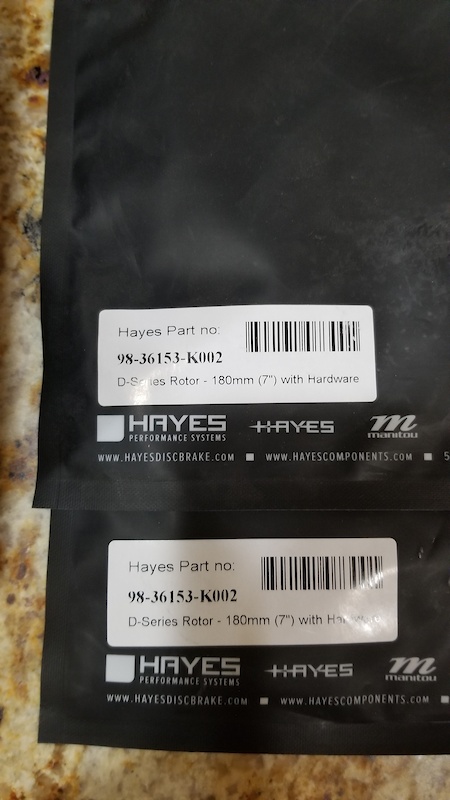 Hayes Part no:
98-36153-K002
D-Series Rotor - 180mm (7") with Hardware
HAYES HAYES m
PERFORMANCE SYSTEMS manitou
WWW.HAYESDISCBRAKE.COM ■ WWW.HAYESCOMPONENTS.COM ■ 5
Hayes Part no:
98-36153-K002
D-Series Rotor - 180mm (7") with Hardware
HAYES HAYES m
PERFORMANCE SYSTEMS manitou
WWW.HAYESDISCBRAKE.COM ■ WWW.HAYESCOMPONENTS.COM ■